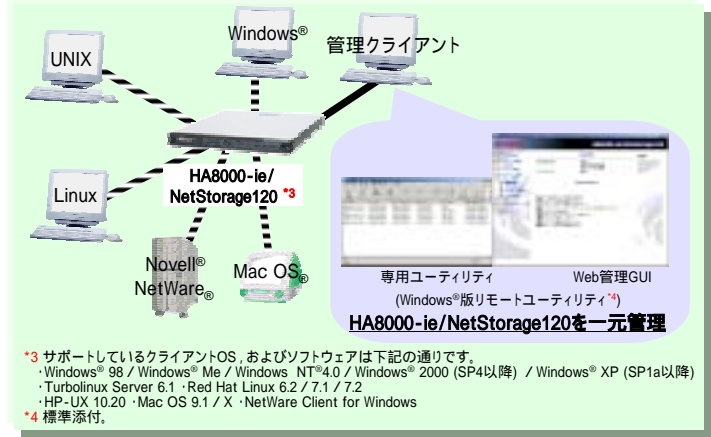 Windows®
管理クライアント
UNIX
HA8000-ie/
NetStorage120 *3
Linux
Novell®
NetWare®
Mac OS®
専用ユーティリティ
Web管理GUI
(Windows®版リモートユーティリティ*4)
HA8000-ie/NetStorage120を一元管理
*3 サポートしているクライアントOS，およびソフトウェアは下記の通りです。
・Windows® 98 / Windows® Me / Windows NT®4.0 / Windows® 2000 (SP4以降) / Windows® XP (SP1a以降)
・Turbolinux Server 6.1 ・Red Hat Linux 6.2 / 7.1 / 7.2
・HP-UX 10.20 ・Mac OS 9.1 / X ・NetWare Client for Windows
*4 標準添付。